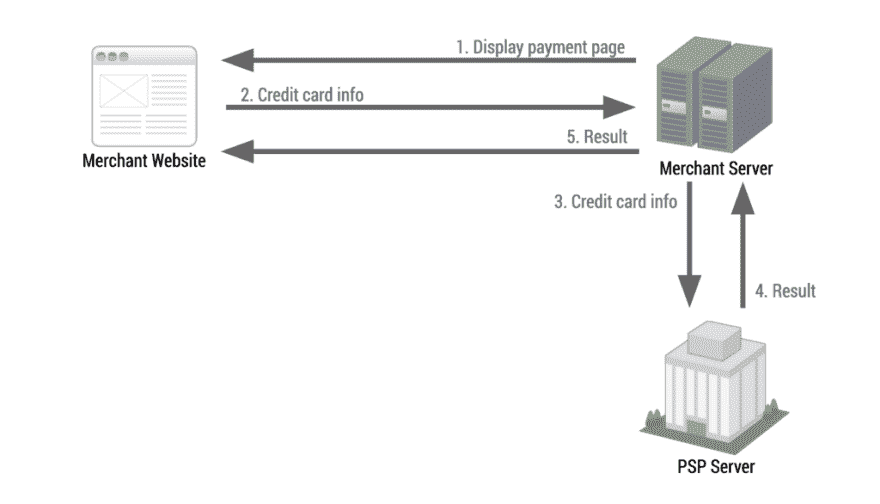 1. Display payment page
2. Credit card info
5. Result
Merchant Website
Merchant Server
3. Credit card info
4. Result
PSP Server